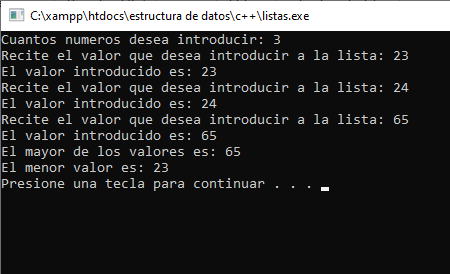 C:\xampp\htdocs\estructura de datos\c++\listas.exe
Cuantos numeros desea introducir: 3
Recite el valor que desea introducir a la lista: 23
El valor introducido es: 23
Recite el valor que desea introducir a la lista: 24
El valor introducido es: 24
Recite el valor que desea introducir a la lista: 65
El valor introducido es: 65
El mayor de los valores es: 65
El menor valor es: 23
Presione una tecla para continuar . . .